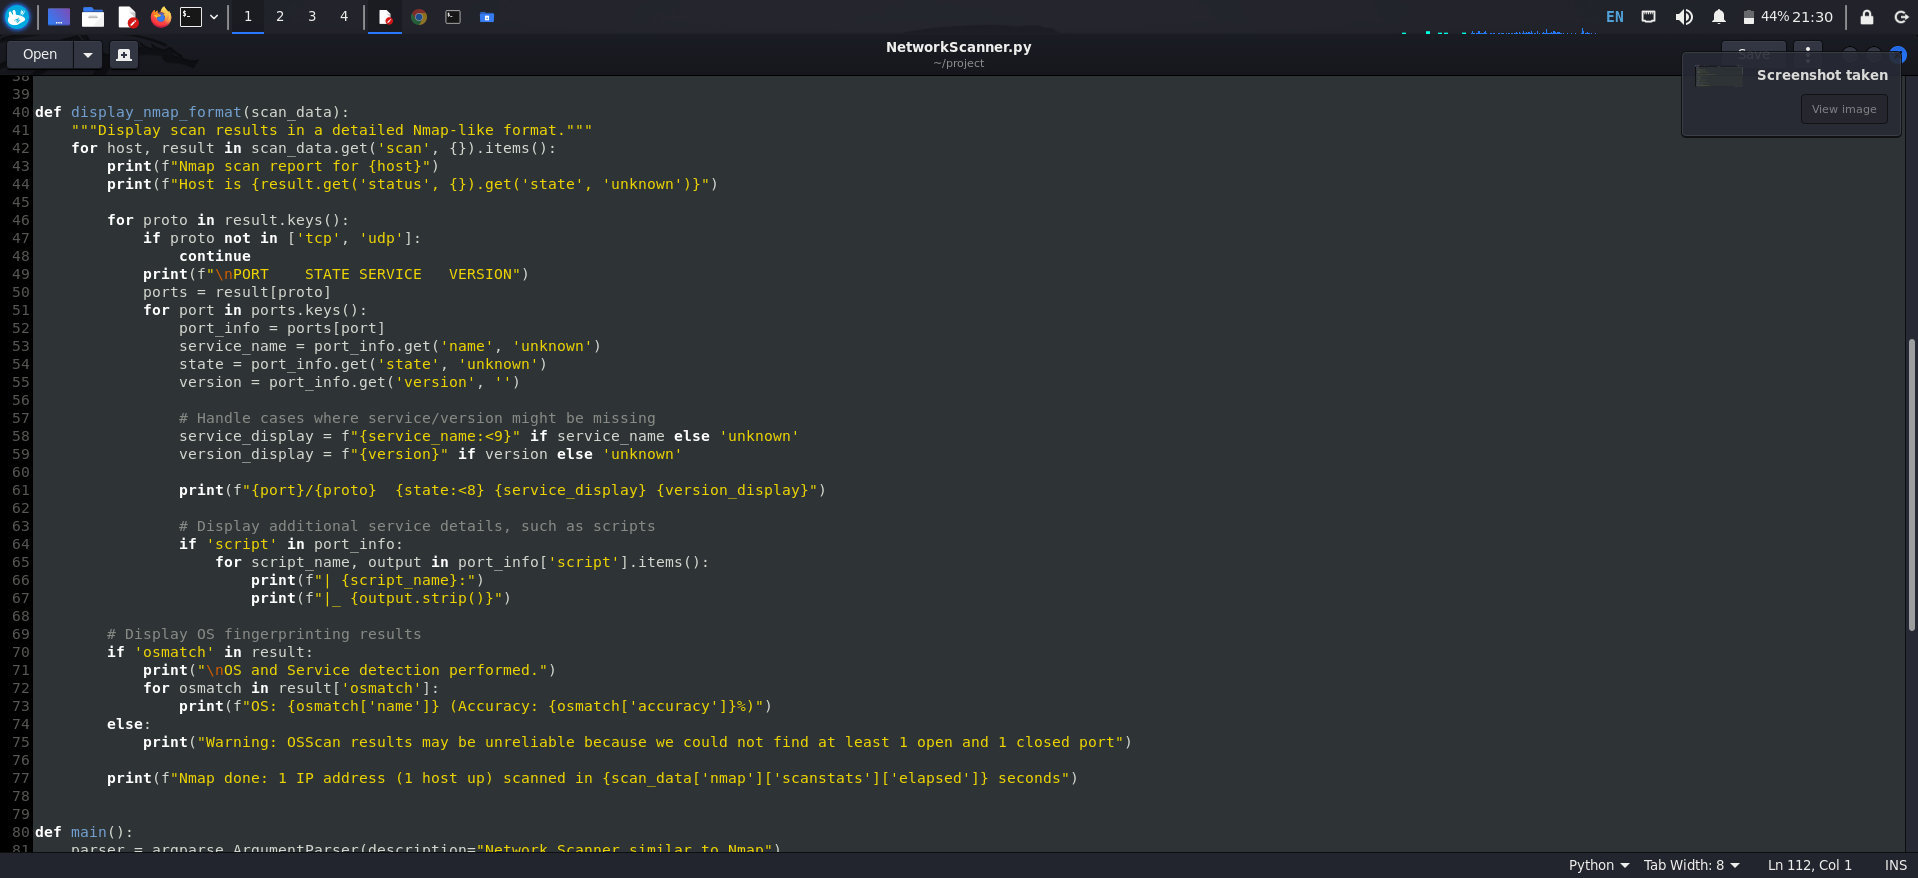 1 2 3 4 EN 44% 21:30
Open NetworkScanner.py Save
~/project
Screenshot taken
View image
38
39
40 def display_nmap_format(scan_data):
41     """Display scan results in a detailed Nmap-like format."""
42     for host, result in scan_data.get('scan', {}).items():
43         print(f"Nmap scan report for {host}")
44         print(f"Host is {result.get('status', {}).get('state', 'unknown')}")
45
46         for proto in result.keys():
47             if proto not in ['tcp', 'udp']:
48                 continue
49             print(f"\nPORT    STATE SERVICE   VERSION")
50             ports = result[proto]
51             for port in ports.keys():
52                 port_info = ports[port]
53                 service_name = port_info.get('name', 'unknown')
54                 state = port_info.get('state', 'unknown')
55                 version = port_info.get('version', '')
56
57                 # Handle cases where service/version might be missing
58                 service_display = f"{service_name:<9}" if service_name else 'unknown'
59                 version_display = f"{version}" if version else 'unknown'
60
61                 print(f"{port}/{proto}  {state:<8} {service_display} {version_display}")
62
63                 # Display additional service details, such as scripts
64                 if 'script' in port_info:
65                     for script_name, output in port_info['script'].items():
66                         print(f"| {script_name}:")
67                         print(f"|_ {output.strip()}")
68
69         # Display OS fingerprinting results
70         if 'osmatch' in result:
71             print("\nOS and Service detection performed.")
72             for osmatch in result['osmatch']:
73                 print(f"OS: {osmatch['name']} (Accuracy: {osmatch['accuracy']}%)")
74         else:
75             print("Warning: OSScan results may be unreliable because we could not find at least 1 open and 1 closed port")
76
77         print(f"Nmap done: 1 IP address (1 host up) scanned in {scan_data['nmap']['scanstats']['elapsed']} seconds")
78
79
80 def main():
81     parser = argparse.ArgumentParser(description="Network Scanner similar to Nmap")
Python Tab Width: 8 Ln 112, Col 1 INS